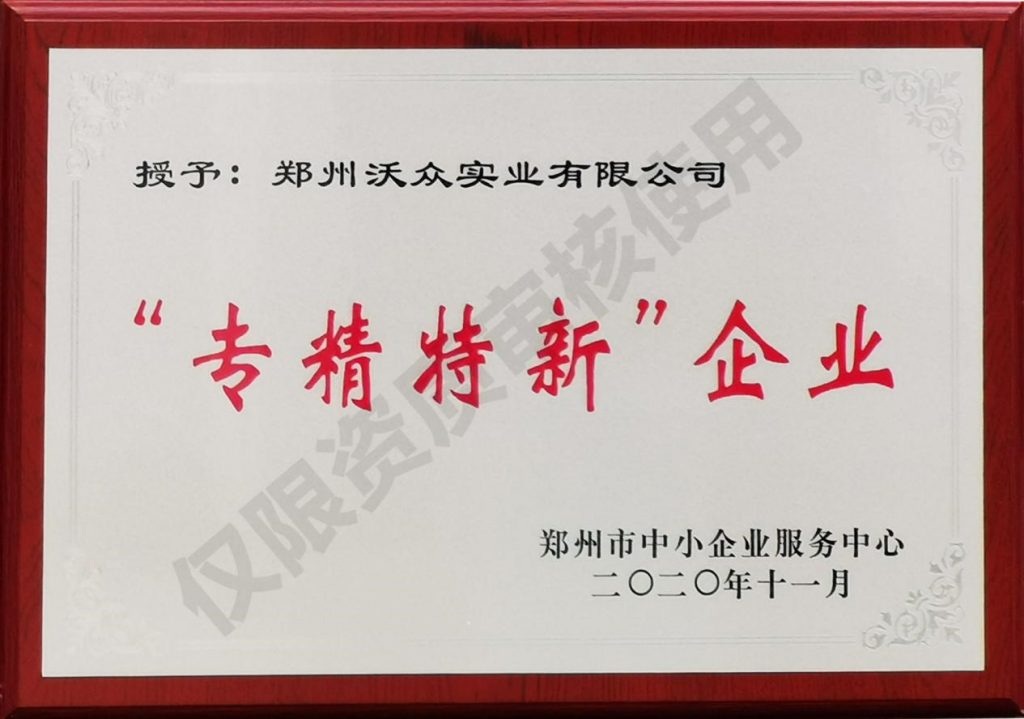 授予：郑州沃众实业有限公司
“专精特新”企业
郑州市中小企业服务中心
二〇二〇年十一月
仅限资质审核使用